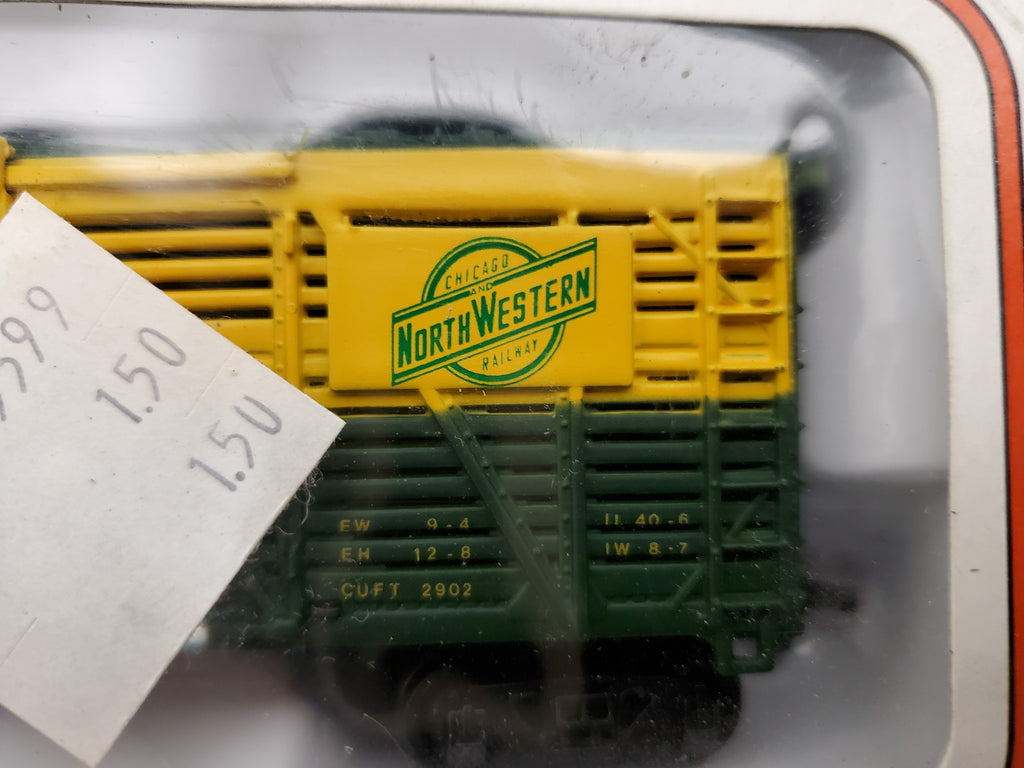 1.50
1.50
CHICAGO
AND
NORTH WESTERN
RAILWAY
EW 9-4
EH 12-8
CUFT 2902
IL 40-6
IW 8-7